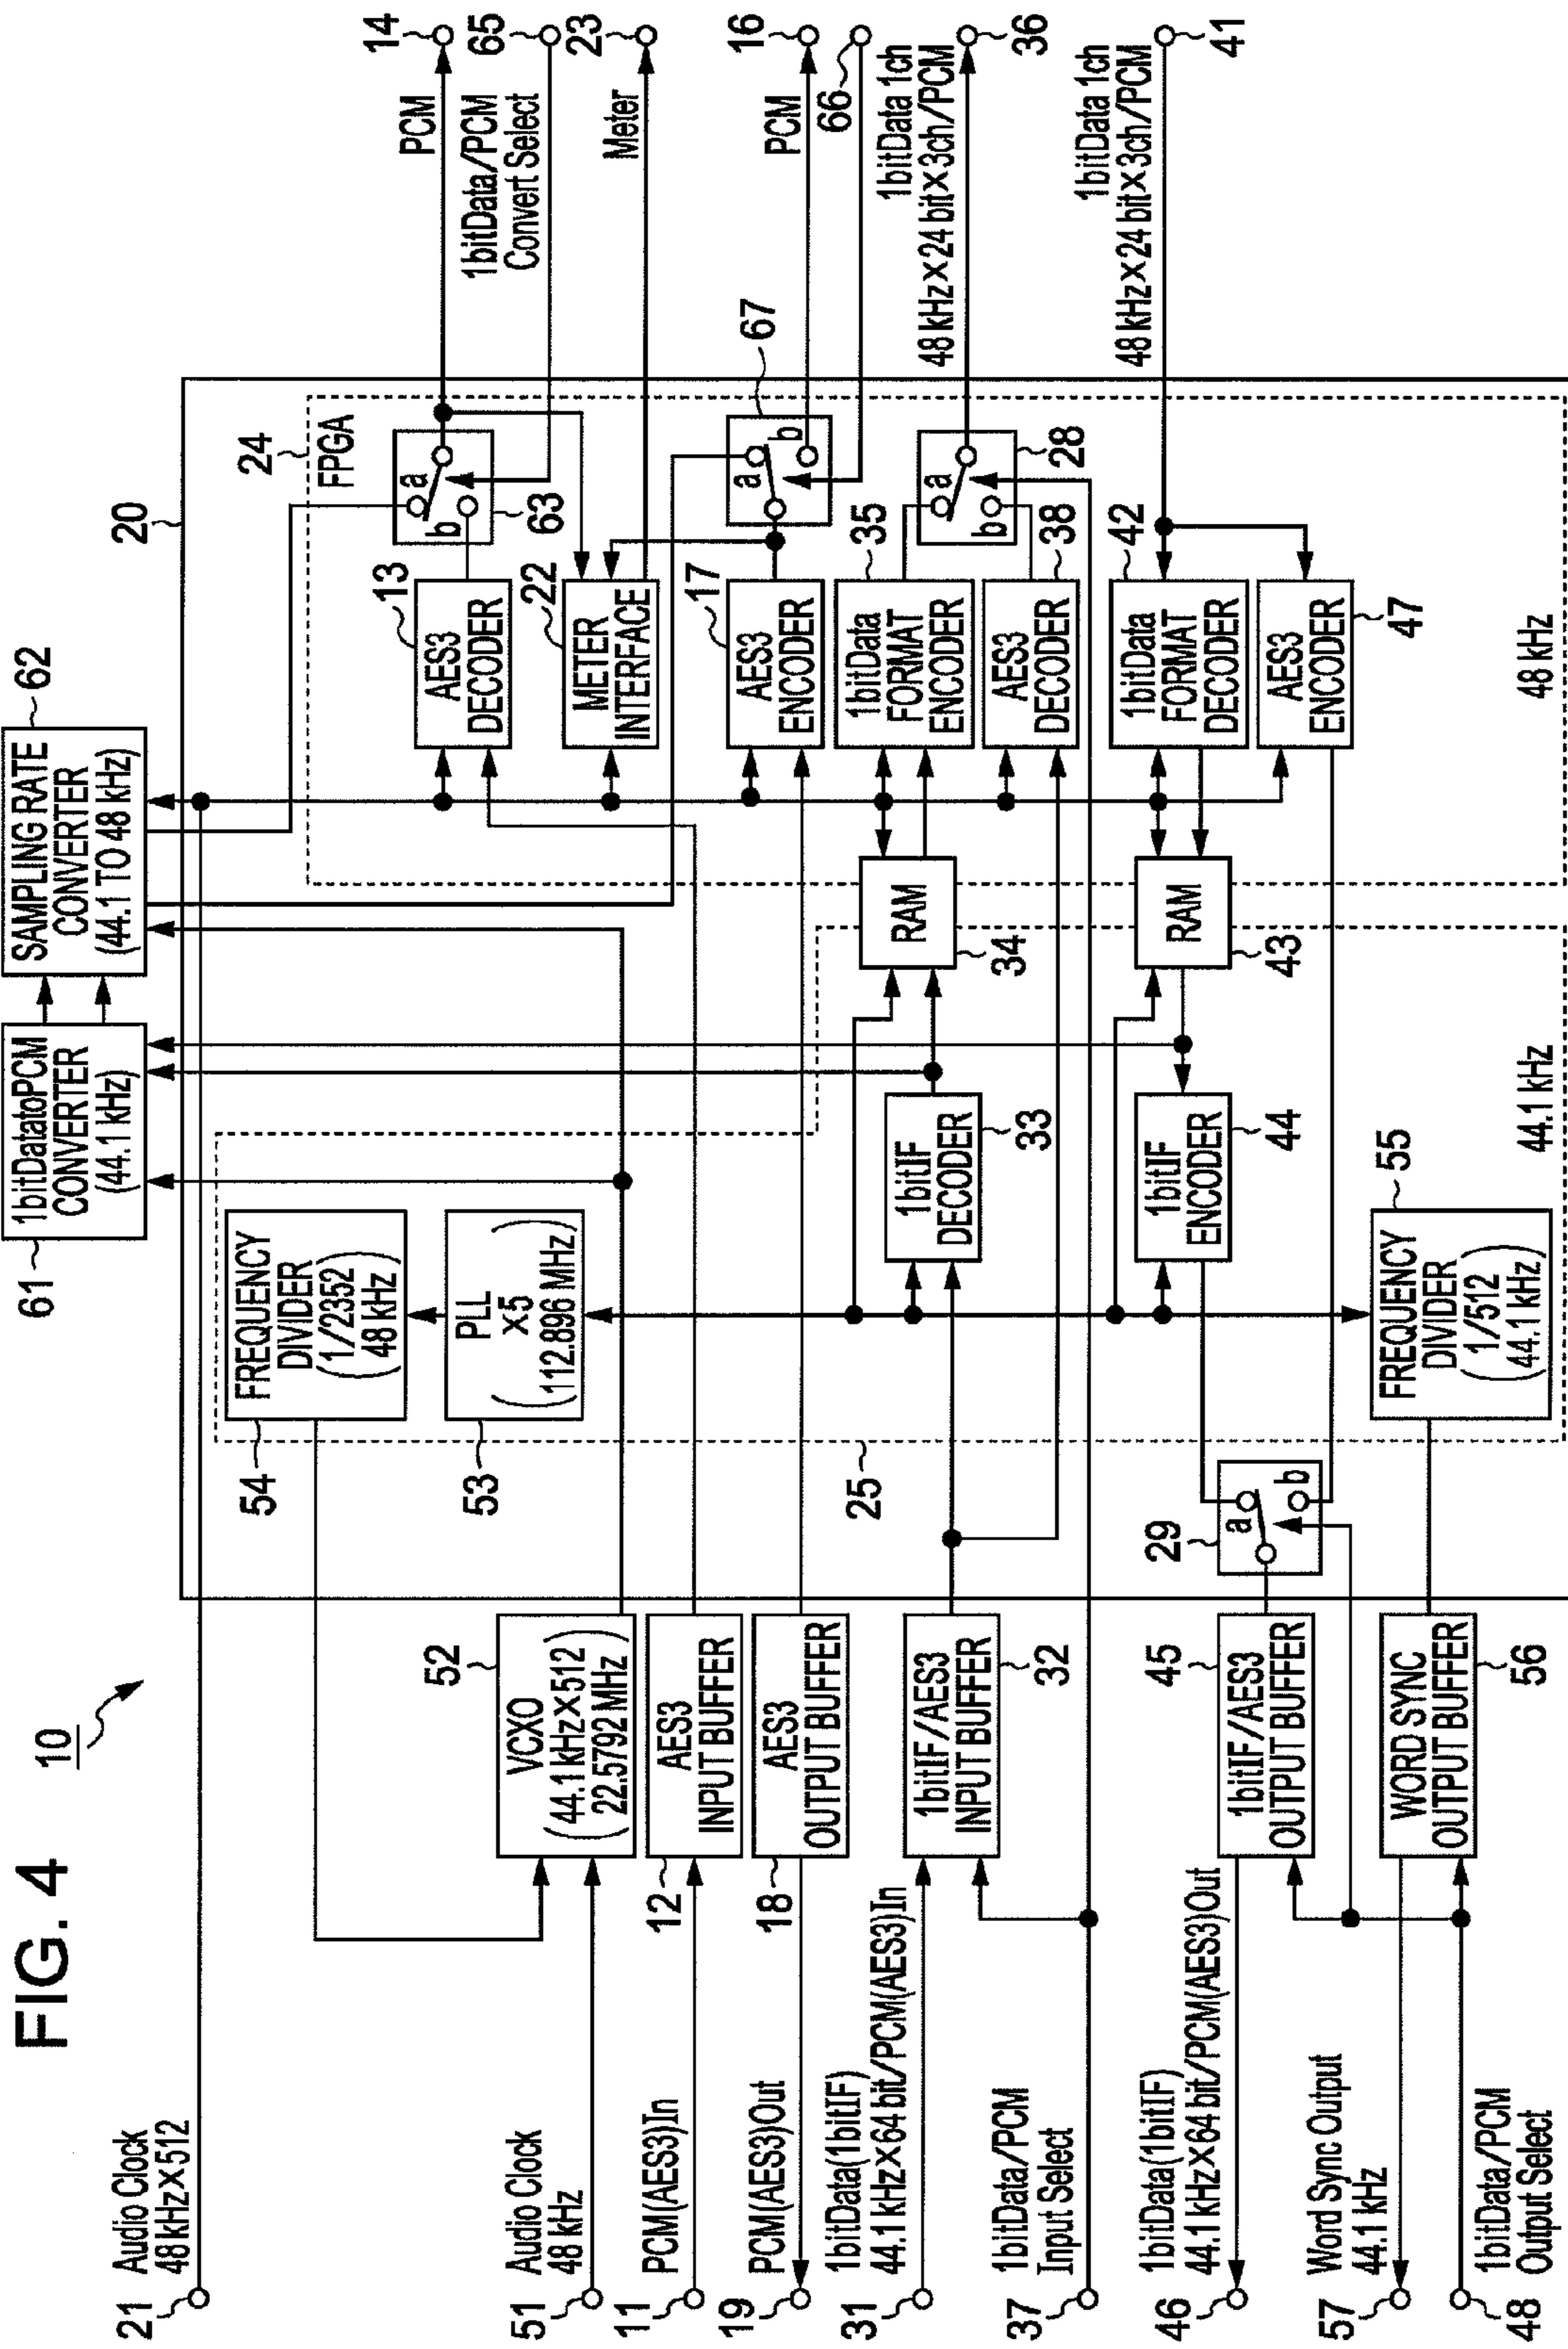 FIG. 4
10
21
Audio Clock
48 kHz×512
51
Audio Clock
48 kHz
11
PCM(AES3)In
19
PCM(AES3)Out
31
1bitData(1bitIF)
44.1 kHz×64 bit/PCM(AES3)In
37
1bitData/PCM
Input Select
46
1bitData(1bitIF)
44.1 kHz×64 bit/PCM(AES3)Out
57
Word Sync Output
44.1 kHz
48
1bitData/PCM
Output Select
52
VCXO
(44.1 kHz×512
22.5792 MHz)
12
AES3
INPUT BUFFER
18
AES3
OUTPUT BUFFER
32
1bitIF/AES3
INPUT BUFFER
45
1bitIF/AES3
OUTPUT BUFFER
56
WORD SYNC
OUTPUT BUFFER
29
a
b
25
54
FREQUENCY
DIVIDER
(1/2352
48 kHz)
53
PLL
×5
(112.896 MHz)
55
FREQUENCY
DIVIDER
(1/512
44.1 kHz)
33
1bitIF
DECODER
44
1bitIF
ENCODER
44.1 kHz
61
1bitDatatoPCM
CONVERTER
(44.1 kHz)
62
SAMPLING RATE
CONVERTER
(44.1 TO 48 kHz)
34
RAM
43
RAM
20
24
FPGA
13
AES3
DECODER
22
METER
INTERFACE
17
AES3
ENCODER
35
1bitData
FORMAT
ENCODER
38
AES3
DECODER
42
1bitData
FORMAT
DECODER
47
AES3
ENCODER
48 kHz
63
a
b
67
a
b
28
a
b
14
PCM
65
1bitData/PCM
Convert Select
23
Meter
16
PCM
66
36
1bitData 1ch
48 kHz×24 bit×3ch/PCM
41
1bitData 1ch
48 kHz×24 bit×3ch/PCM